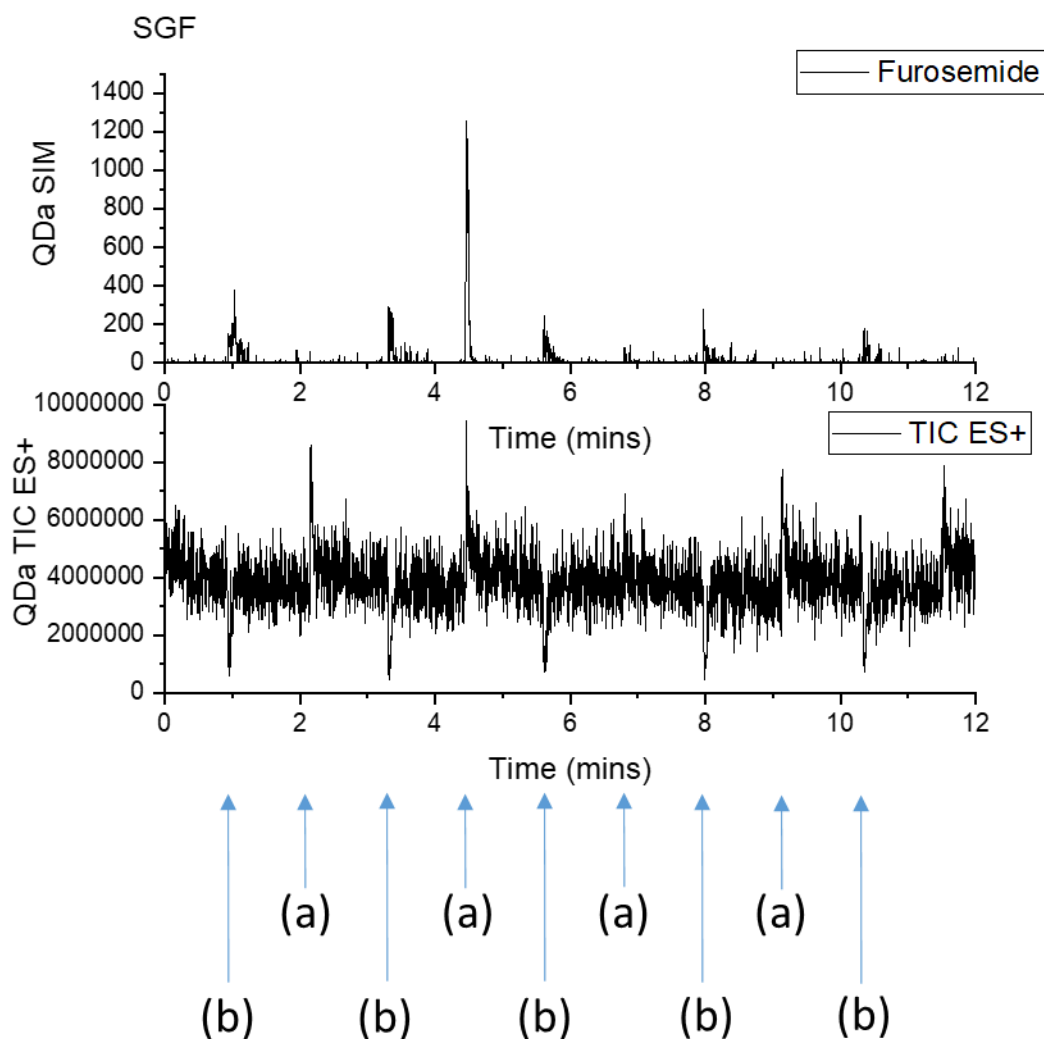 SGF
Furosemide
QDa SIM
1400
1200
1000
800
600
400
200
0
0 2 4 6 8 10 12
Time (mins)
TIC ES+
QDa TIC ES+
10000000
8000000
6000000
4000000
2000000
0
0 2 4 6 8 10 12
Time (mins)
(a) (a) (a) (a)
(b) (b) (b) (b) (b)